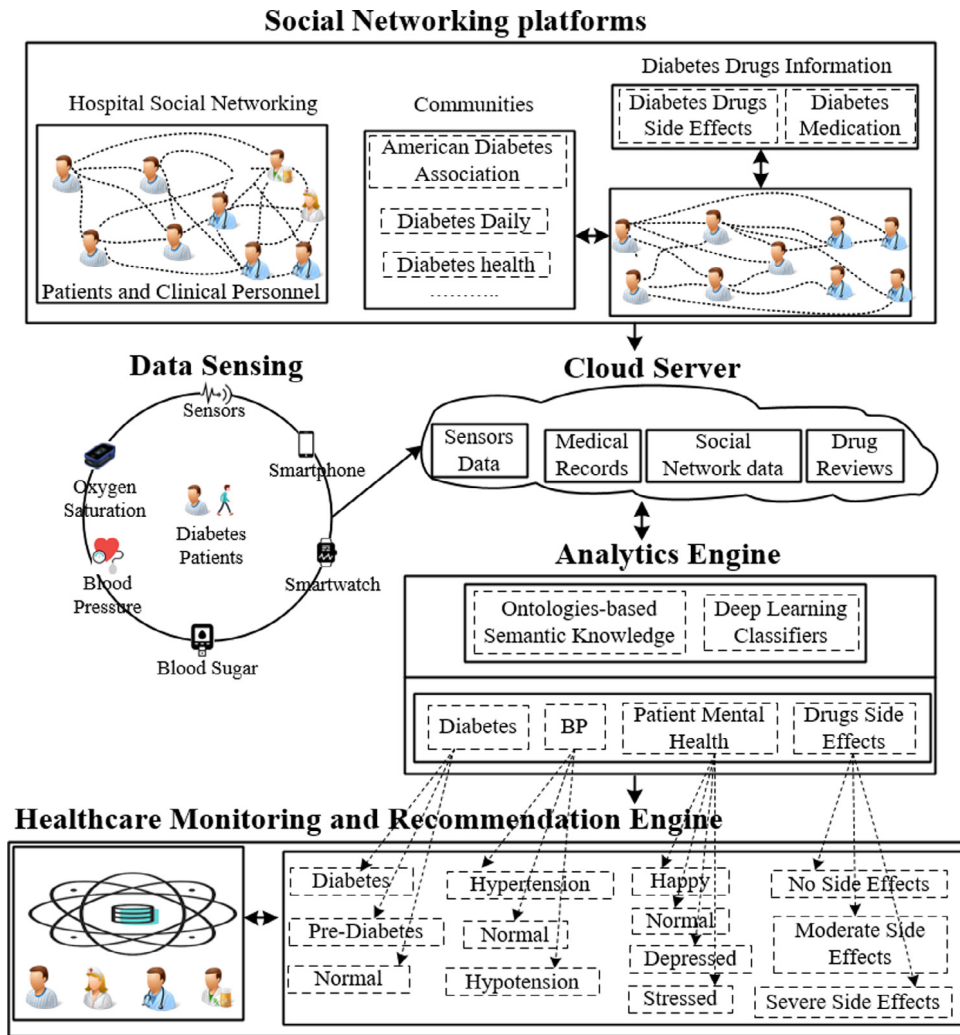 Social Networking platforms
Hospital Social Networking
Patients and Clinical Personnel
Communities
American Diabetes
Association
Diabetes Daily
Diabetes health
..........
Diabetes Drugs Information
Diabetes Drugs
Side Effects
Diabetes
Medication
Data Sensing
Sensors
Smartphone
Smartwatch
Blood Sugar
Blood
Pressure
Oxygen
Saturation
Diabetes
Patients
Cloud Server
Sensors
Data
Medical
Records
Social
Network data
Drug
Reviews
Analytics Engine
Ontologies-based
Semantic Knowledge
Deep Learning
Classifiers
Diabetes
BP
Patient Mental
Health
Drugs Side
Effects
Healthcare Monitoring and Recommendation Engine
Diabetes
Pre-Diabetes
Normal
Hypertension
Normal
Hypotension
Happy
Normal
Depressed
Stressed
No Side Effects
Moderate Side
Effects
Severe Side Effects